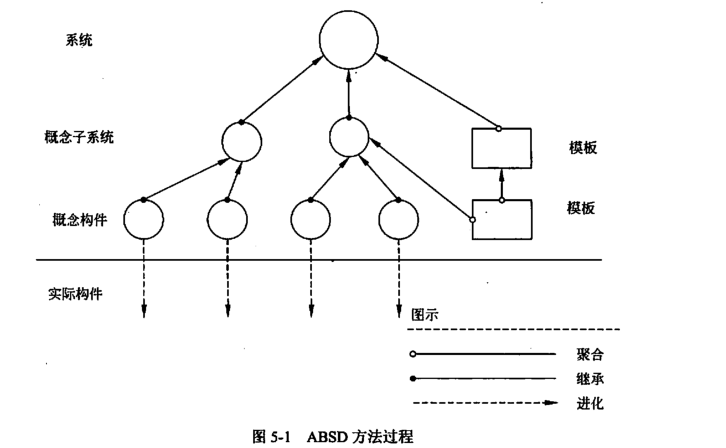 系统
概念子系统
模板
概念构件
模板
实际构件
图示
聚合
继承
进化
图 5-1 ABSD 方法过程